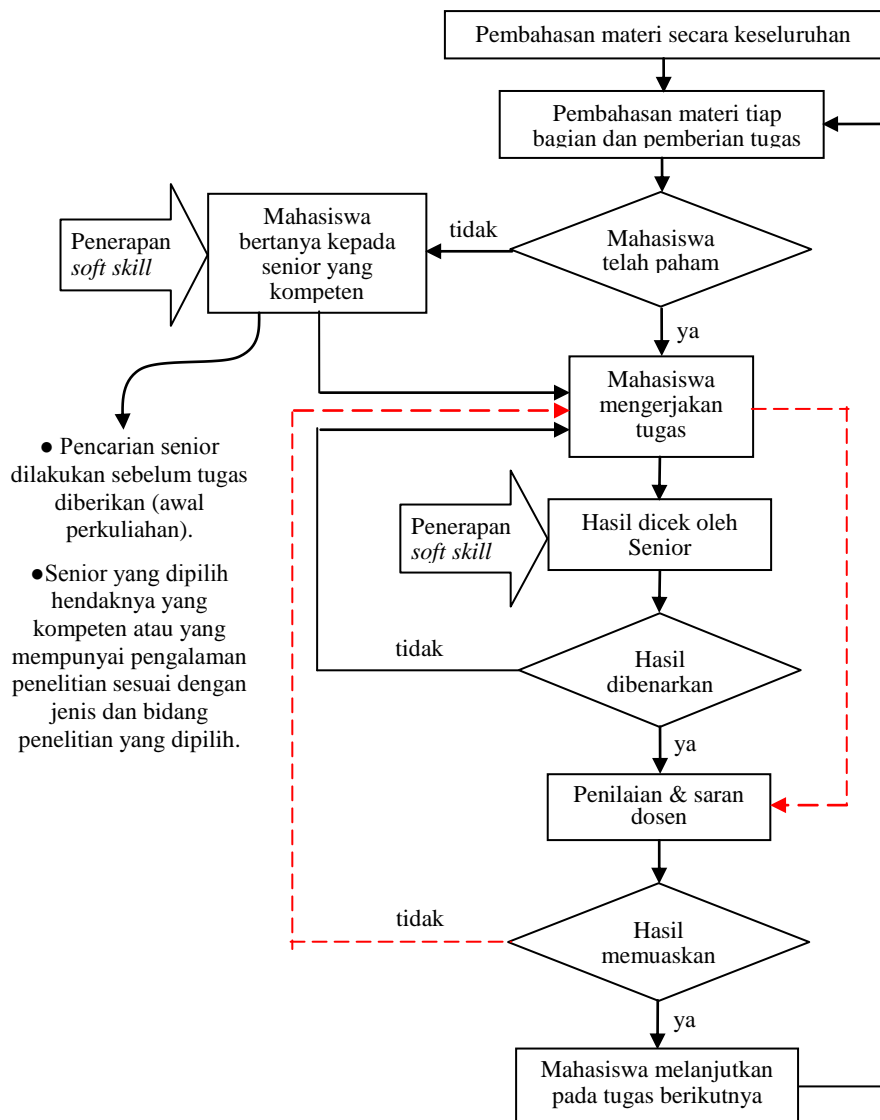 Pembahasan materi secara keseluruhan
Pembahasan materi tiap
bagian dan pemberian tugas
Mahasiswa
telah paham
tidak
Mahasiswa
bertanya kepada
senior yang
kompeten
Penerapan
soft skill
ya
Mahasiswa
mengerjakan
tugas
● Pencarian senior
dilakukan sebelum tugas
diberikan (awal
perkuliahan).
●Senior yang dipilih
hendaknya yang
kompeten atau yang
mempunyai pengalaman
penelitian sesuai dengan
jenis dan bidang
penelitian yang dipilih.
Penerapan
soft skill
Hasil dicek oleh
Senior
tidak
Hasil
dibenarkan
ya
Penilaian & saran
dosen
tidak
Hasil
memuaskan
ya
Mahasiswa melanjutkan
pada tugas berikutnya